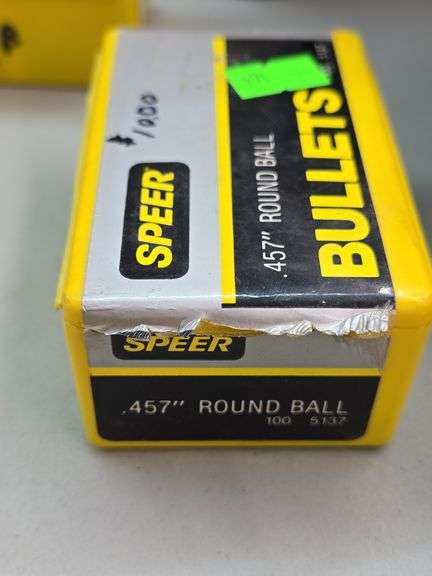 $10.00
SPEER
.457" ROUND BALL
BULLETS
SPEER
.457" ROUND BALL
100 5137